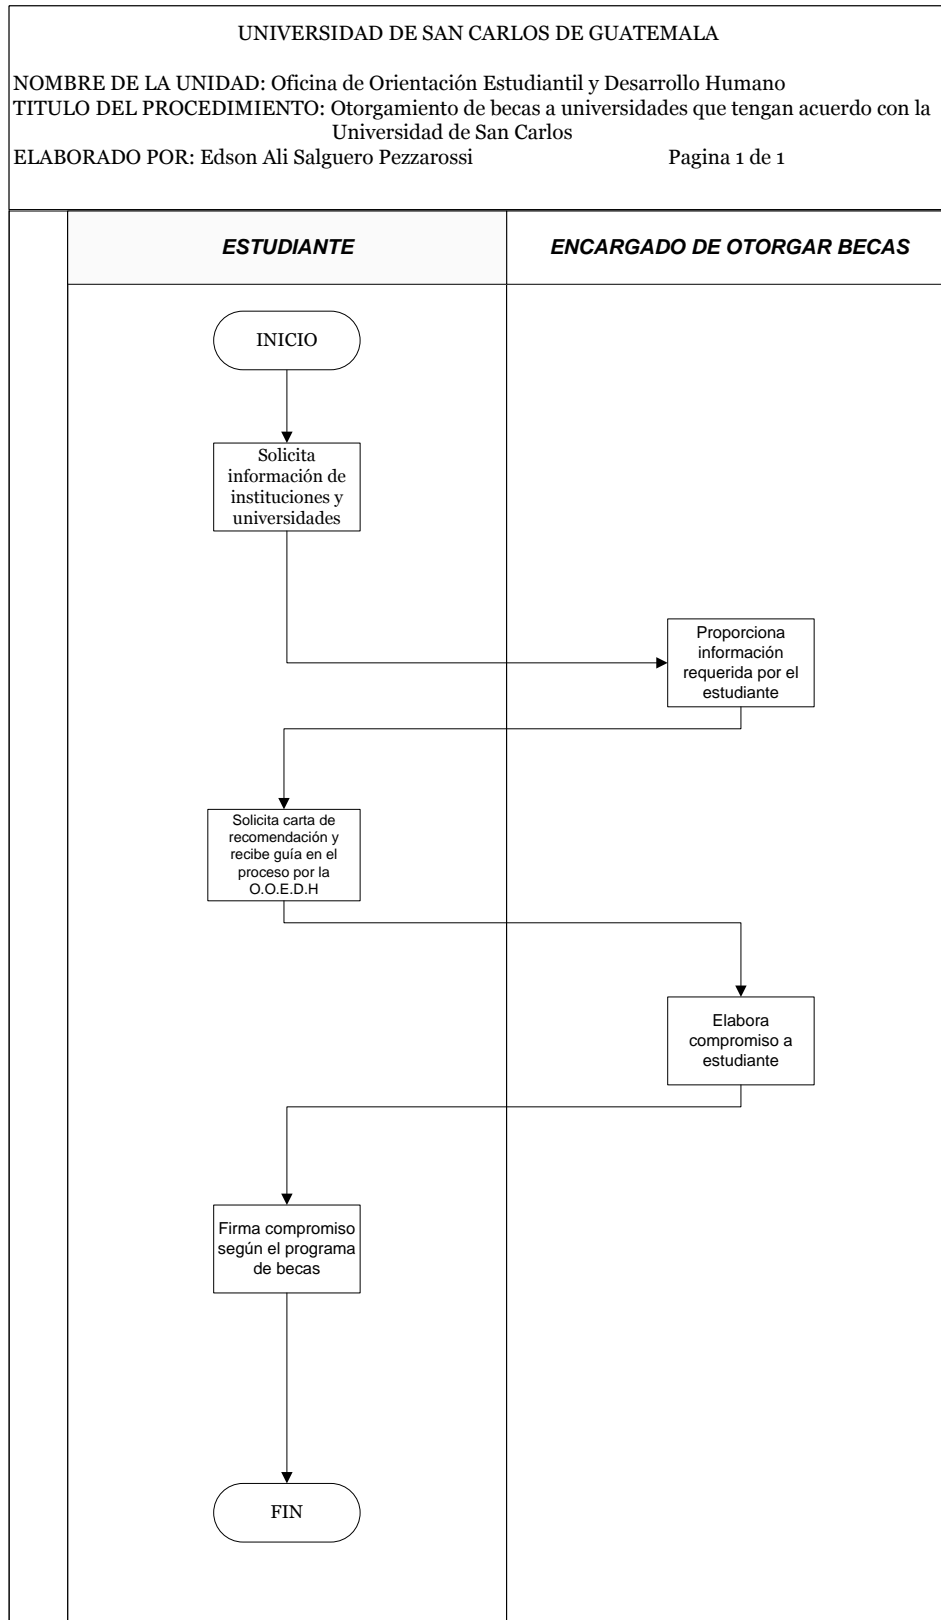 UNIVERSIDAD DE SAN CARLOS DE GUATEMALA
NOMBRE DE LA UNIDAD: Oficina de Orientación Estudiantil y Desarrollo Humano
TITULO DEL PROCEDIMIENTO: Otorgamiento de becas a universidades que tengan acuerdo con la
Universidad de San Carlos
ELABORADO POR: Edson Ali Salguero Pezzarossi Pagina 1 de 1
ESTUDIANTE
ENCARGADO DE OTORGAR BECAS
INICIO
Solicita
información de
instituciones y
universidades
Proporciona
información
requerida por el
estudiante
Solicita carta de
recomendación y
recibe guía en el
proceso por la
O.O.E.D.H
Elabora
compromiso a
estudiante
Firma compromiso
según el programa
de becas
FIN